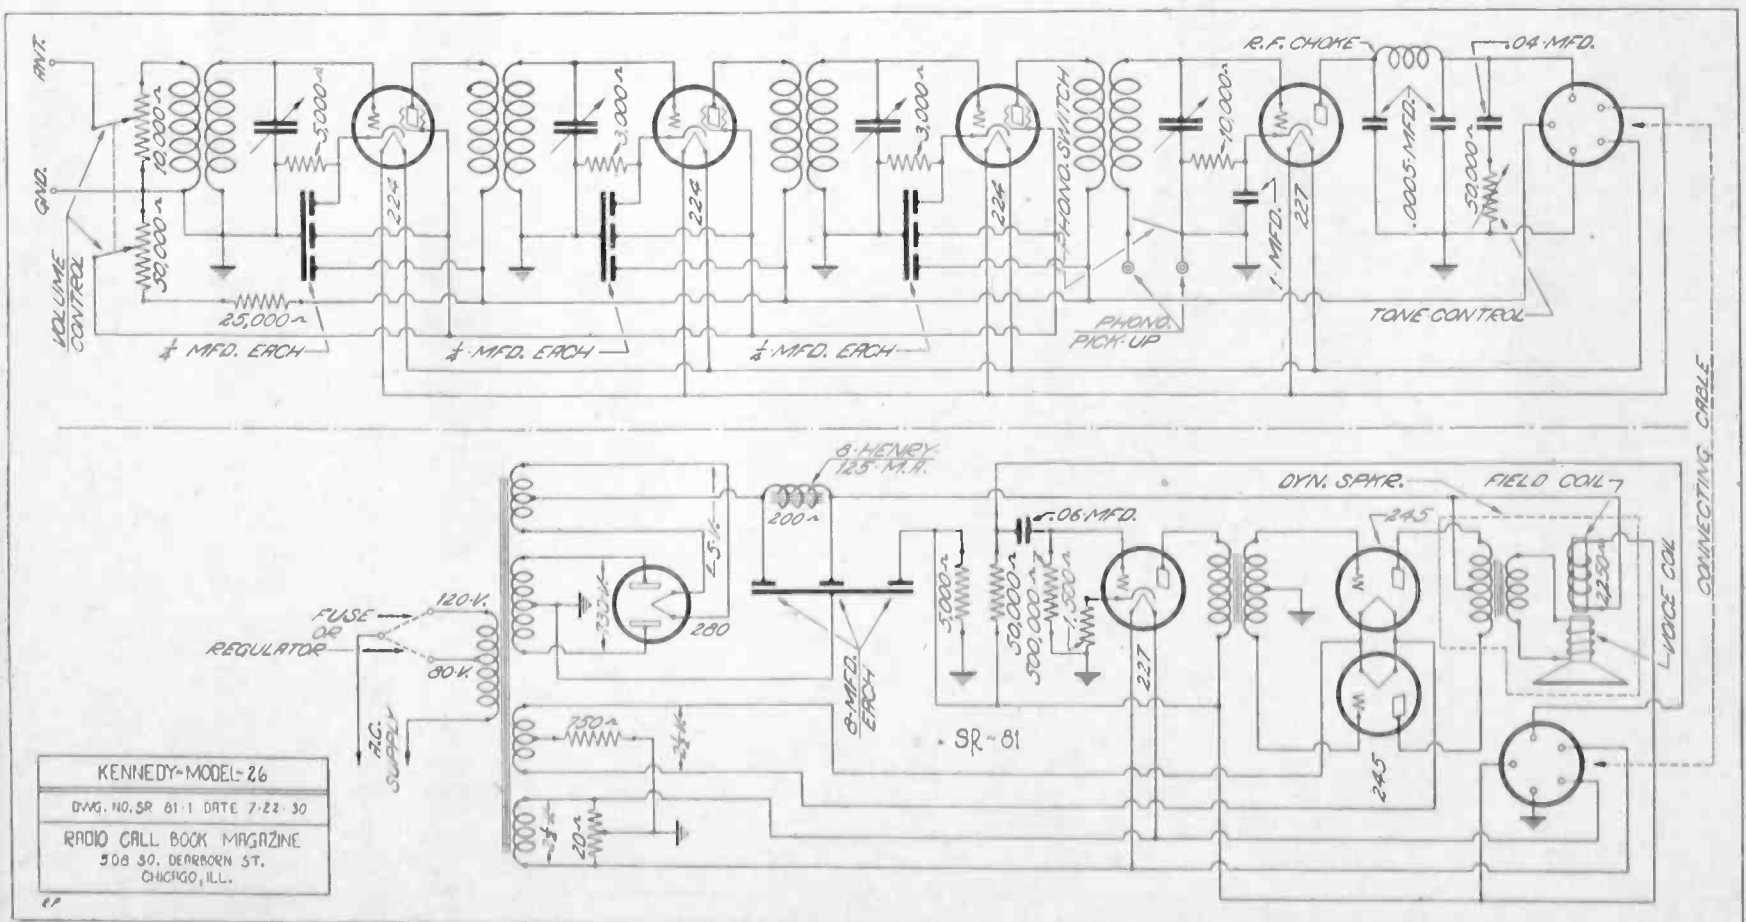 ANT.
GND.
VOLUME
CONTROL
10,000~
50,000~
25,000~
5,000~
224
¼ MFD. EACH
3,000~
224
¼ MFD. EACH
3,000~
224
¼ MFD. EACH
PHONO. SWITCH
PHONO.
PICK-UP
10,000~
1-MFD.
227
R.F. CHOKE
.0005-MFD.
.04-MFD.
50,000~
TONE CONTROL
CONNECTING CABLE
8-HENRY
125-M.A.
200~
5-V.
280
120-V.
80-V.
FUSE
OR
REGULATOR
A.C.
SUPPLY
8-MFD.
EACH
750~
2½V.
2½V.
20~
.06-MFD.
5,000~
50,000~
500,000~
1,500~
227
SR-81
245
245
DYN. SPKR.
FIELD COIL
2250~
VOICE COIL
KENNEDY-MODEL-26
DWG. NO. SR 81-1 DATE 7-22-30
RADIO CALL BOOK MAGAZINE
508 SO. DEARBORN ST.
CHICAGO, ILL.